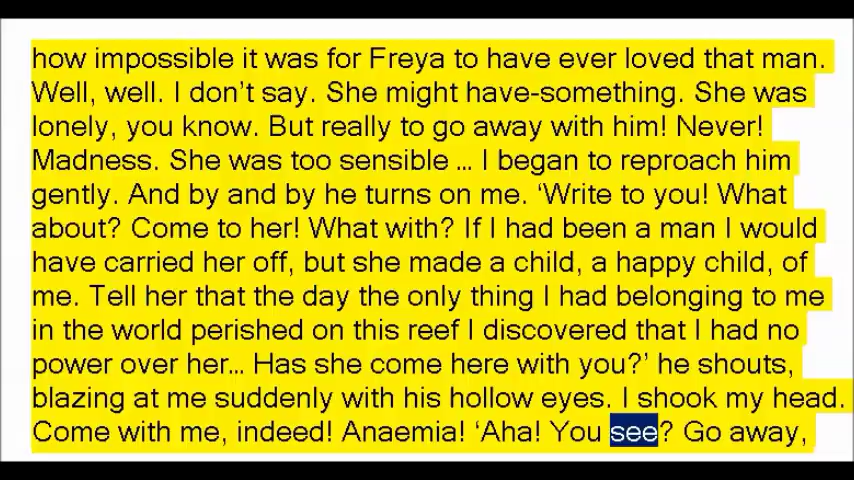 how impossible it was for Freya to have ever loved that man.
Well, well. I don’t say. She might have-something. She was
lonely, you know. But really to go away with him! Never!
Madness. She was too sensible ... I began to reproach him
gently. And by and by he turns on me. ‘Write to you! What
about? Come to her! What with? If I had been a man I would
have carried her off, but she made a child, a happy child, of
me. Tell her that the day the only thing I had belonging to me
in the world perished on this reef I discovered that I had no
power over her... Has she come here with you?’ he shouts,
blazing at me suddenly with his hollow eyes. I shook my head.
Come with me, indeed! Anaemia! ‘Aha! You see? Go away,